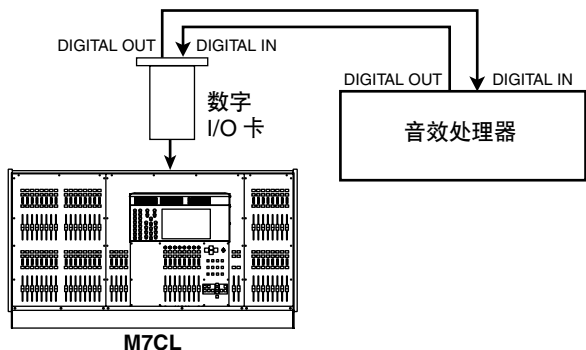 DIGITAL OUT
DIGITAL IN
数字
I/O 卡
DIGITAL OUT
DIGITAL IN
音效处理器
M7CL